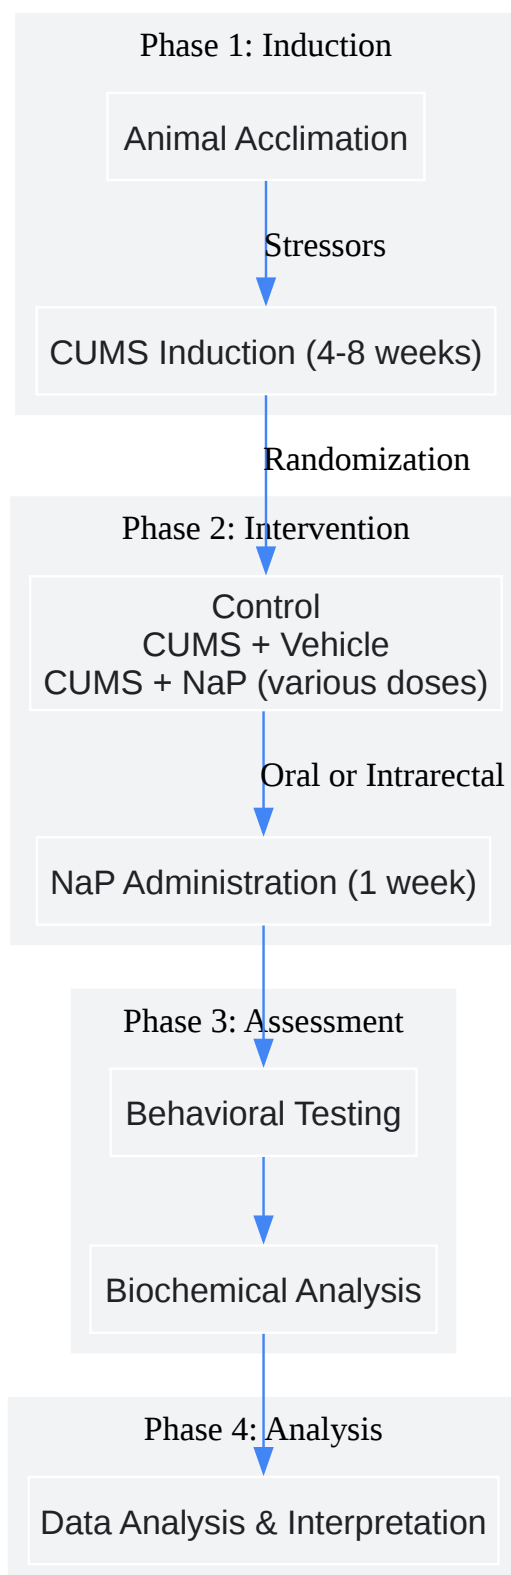 Phase 1: Induction
Animal Acclimation
Stressors
CUMS Induction (4-8 weeks)
Randomization
Phase 2: Intervention
Control
CUMS + Vehicle
CUMS + NaP (various doses)
Oral or Intrarectal
NaP Administration (1 week)
Phase 3: Assessment
Behavioral Testing
Biochemical Analysis
Phase 4: Analysis
Data Analysis & Interpretation